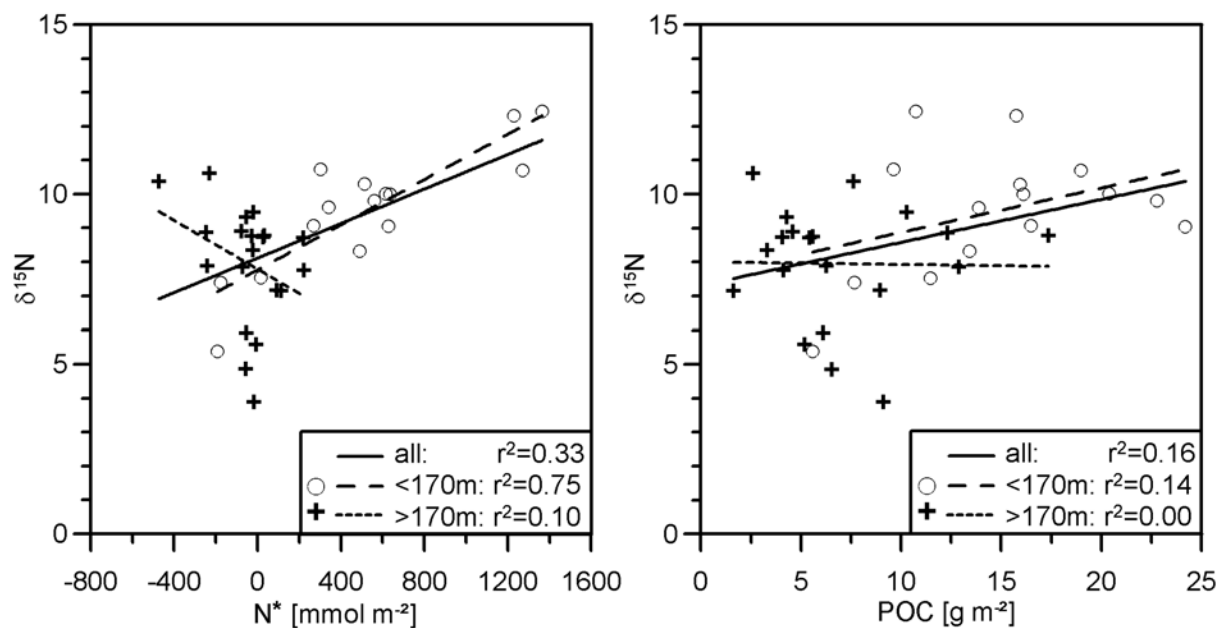 15
10
5
0
δ¹⁵N
-800 -400 0 400 800 1200 1600
N* [mmol m⁻²]
all: r²=0.33
<170m: r²=0.75
>170m: r²=0.10
15
10
5
0
δ¹⁵N
0 5 10 15 20 25
POC [g m⁻²]
all: r²=0.16
<170m: r²=0.14
>170m: r²=0.00